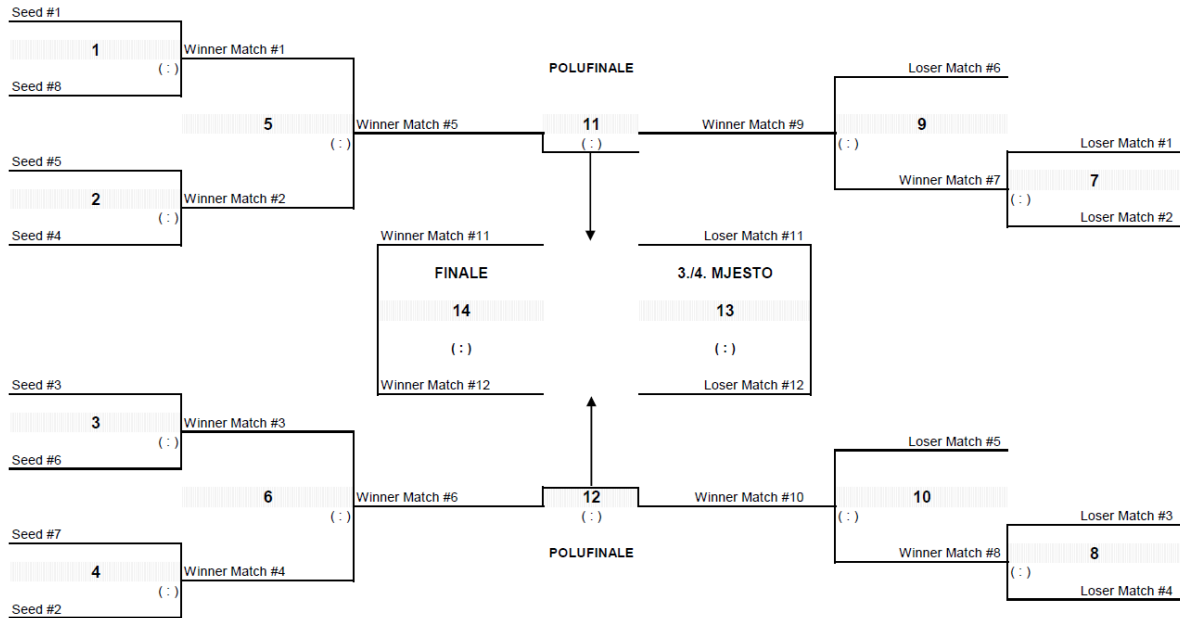 Seed #1
1
Winner Match #1
( : )
POLUFINALE
Loser Match #6
Seed #8
5
Winner Match #5
11
Winner Match #9
9
( : )
( : )
( : )
Loser Match #1
Seed #5
Winner Match #7
7
2
Winner Match #2
( : )
( : )
Loser Match #2
Seed #4
Winner Match #11
Loser Match #11
FINALE
3./4. MJESTO
14
13
( : )
( : )
Seed #3
Winner Match #12
Loser Match #12
3
Winner Match #3
( : )
Loser Match #5
Seed #6
6
Winner Match #6
12
Winner Match #10
10
( : )
( : )
( : )
Loser Match #3
Seed #7
POLUFINALE
Winner Match #8
8
4
Winner Match #4
( : )
( : )
Loser Match #4
Seed #2